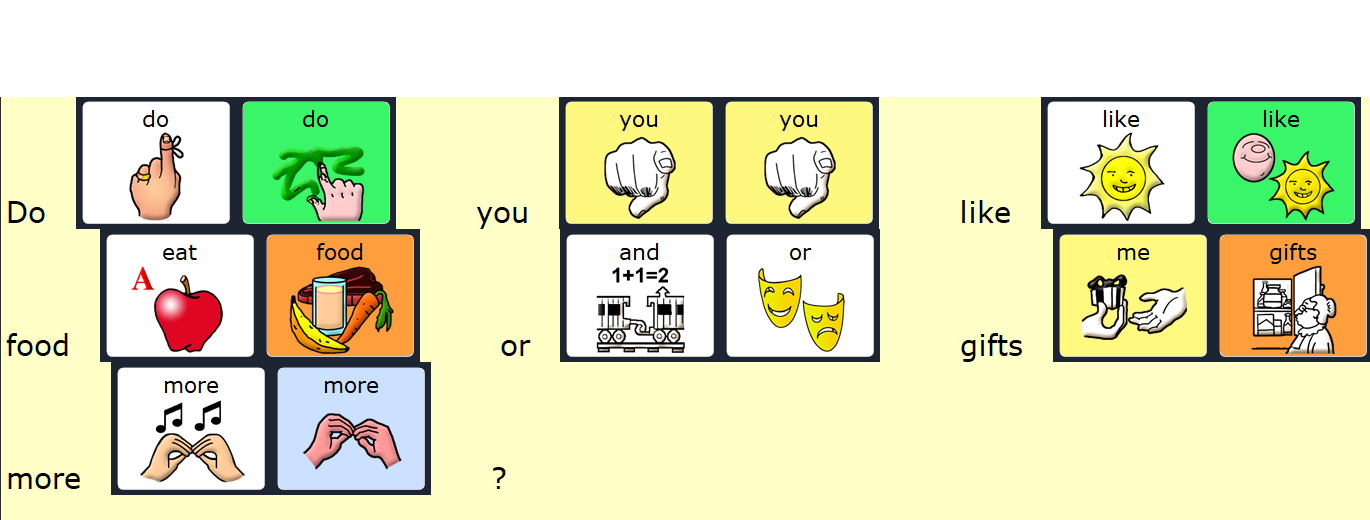 do do you you like like
Do you like
eat food and or me gifts
A 1+1=2
food or gifts
more more
more ?